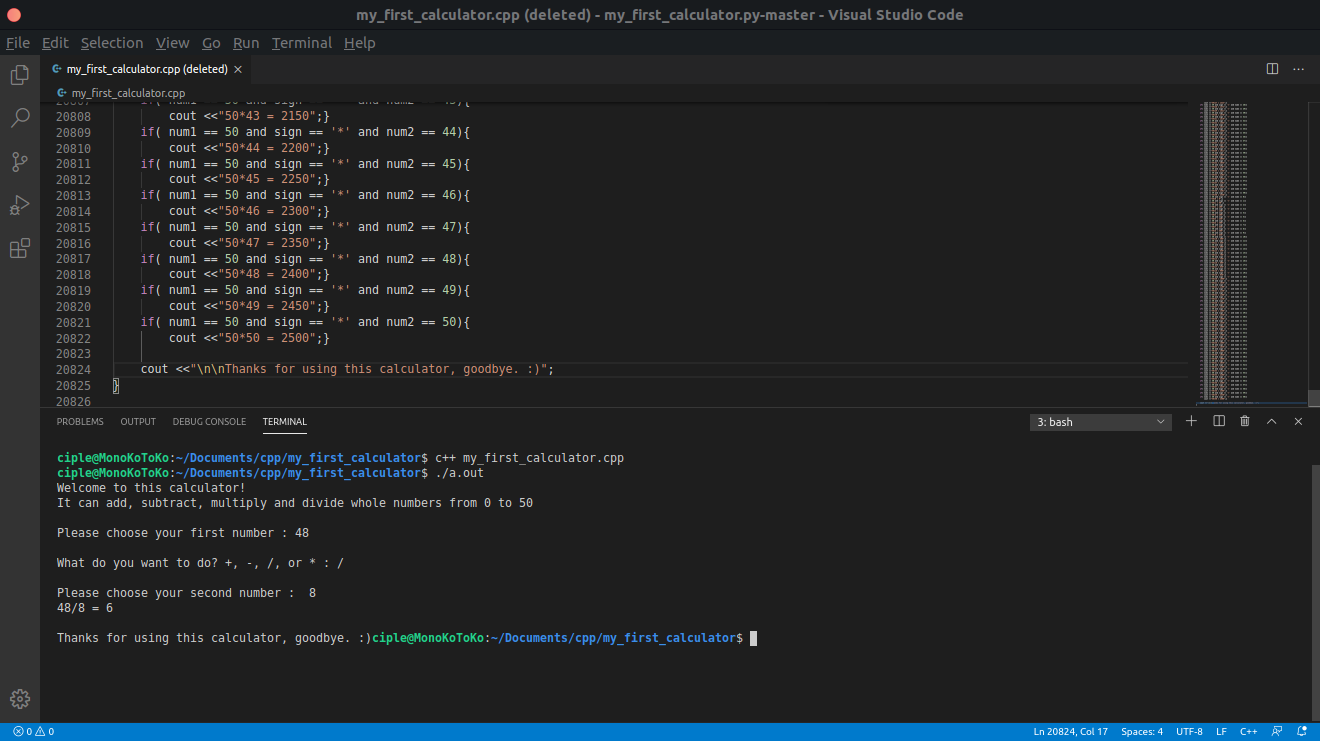 my_first_calculator.cpp (deleted) - my_first_calculator.py-master - Visual Studio Code
File Edit Selection View Go Run Terminal Help
my_first_calculator.cpp (deleted) ×
my_first_calculator.cpp
20808 cout <<"50*43 = 2150";}
20809 if( num1 == 50 and sign == '*' and num2 == 44){
20810 cout <<"50*44 = 2200";}
20811 if( num1 == 50 and sign == '*' and num2 == 45){
20812 cout <<"50*45 = 2250";}
20813 if( num1 == 50 and sign == '*' and num2 == 46){
20814 cout <<"50*46 = 2300";}
20815 if( num1 == 50 and sign == '*' and num2 == 47){
20816 cout <<"50*47 = 2350";}
20817 if( num1 == 50 and sign == '*' and num2 == 48){
20818 cout <<"50*48 = 2400";}
20819 if( num1 == 50 and sign == '*' and num2 == 49){
20820 cout <<"50*49 = 2450";}
20821 if( num1 == 50 and sign == '*' and num2 == 50){
20822 cout <<"50*50 = 2500";}
20823
20824 cout <<"\n\nThanks for using this calculator, goodbye. :)";
20825 }
20826
PROBLEMS OUTPUT DEBUG CONSOLE TERMINAL 3: bash
ciple@MonoKoToKo:~/Documents/cpp/my_first_calculator$ c++ my_first_calculator.cpp
ciple@MonoKoToKo:~/Documents/cpp/my_first_calculator$ ./a.out
Welcome to this calculator!
It can add, subtract, multiply and divide whole numbers from 0 to 50
Please choose your first number : 48
What do you want to do? +, -, /, or * : /
Please choose your second number :  8
48/8 = 6
Thanks for using this calculator, goodbye. :)ciple@MonoKoToKo:~/Documents/cpp/my_first_calculator$
0 0 Ln 20824, Col 17 Spaces: 4 UTF-8 LF C++